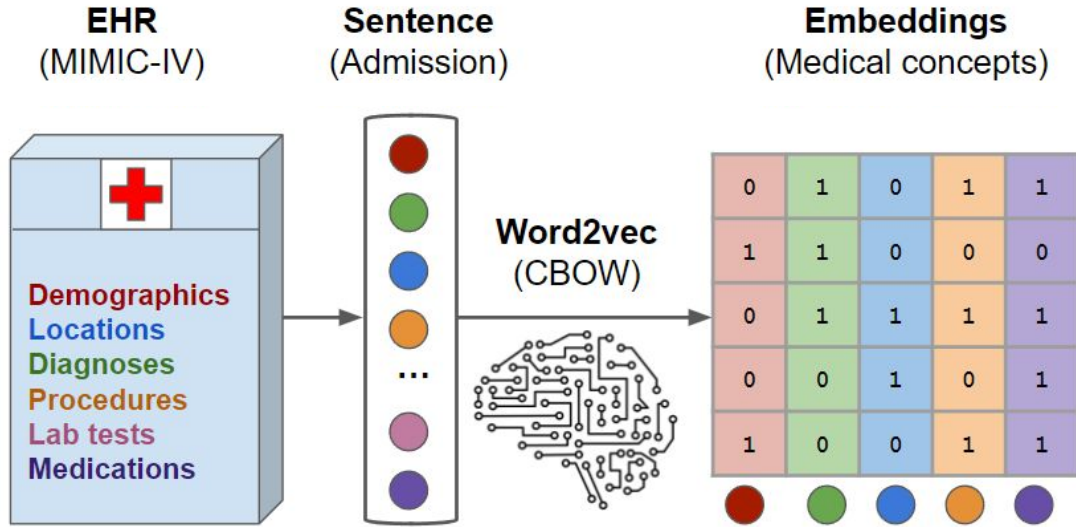 EHR
(MIMIC-IV)
Sentence
(Admission)
Embeddings
(Medical concepts)
Demographics
Locations
Diagnoses
Procedures
Lab tests
Medications
...
Word2vec
(CBOW)
0 1 0 1 1
1 1 0 0 0
0 1 1 1 1
0 0 1 0 1
1 0 0 1 1